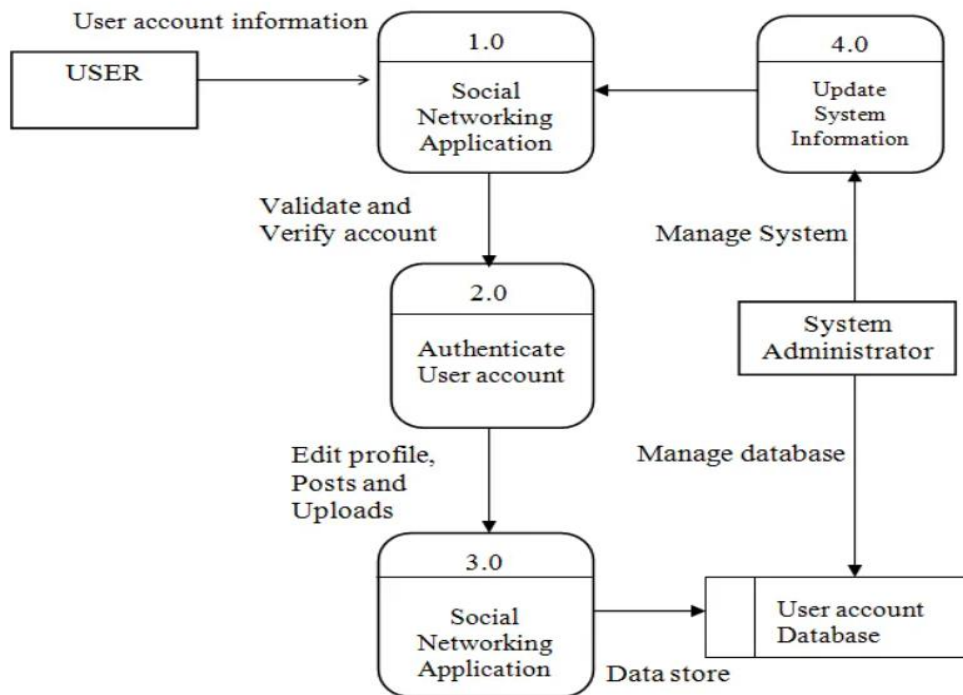 User account information
USER
1.0
Social
Networking
Application
4.0
Update
System
Information
Validate and
Verify account
Manage System
2.0
Authenticate
User account
System
Administrator
Edit profile,
Posts and
Uploads
Manage database
3.0
Social
Networking
Application
User account
Database
Data store